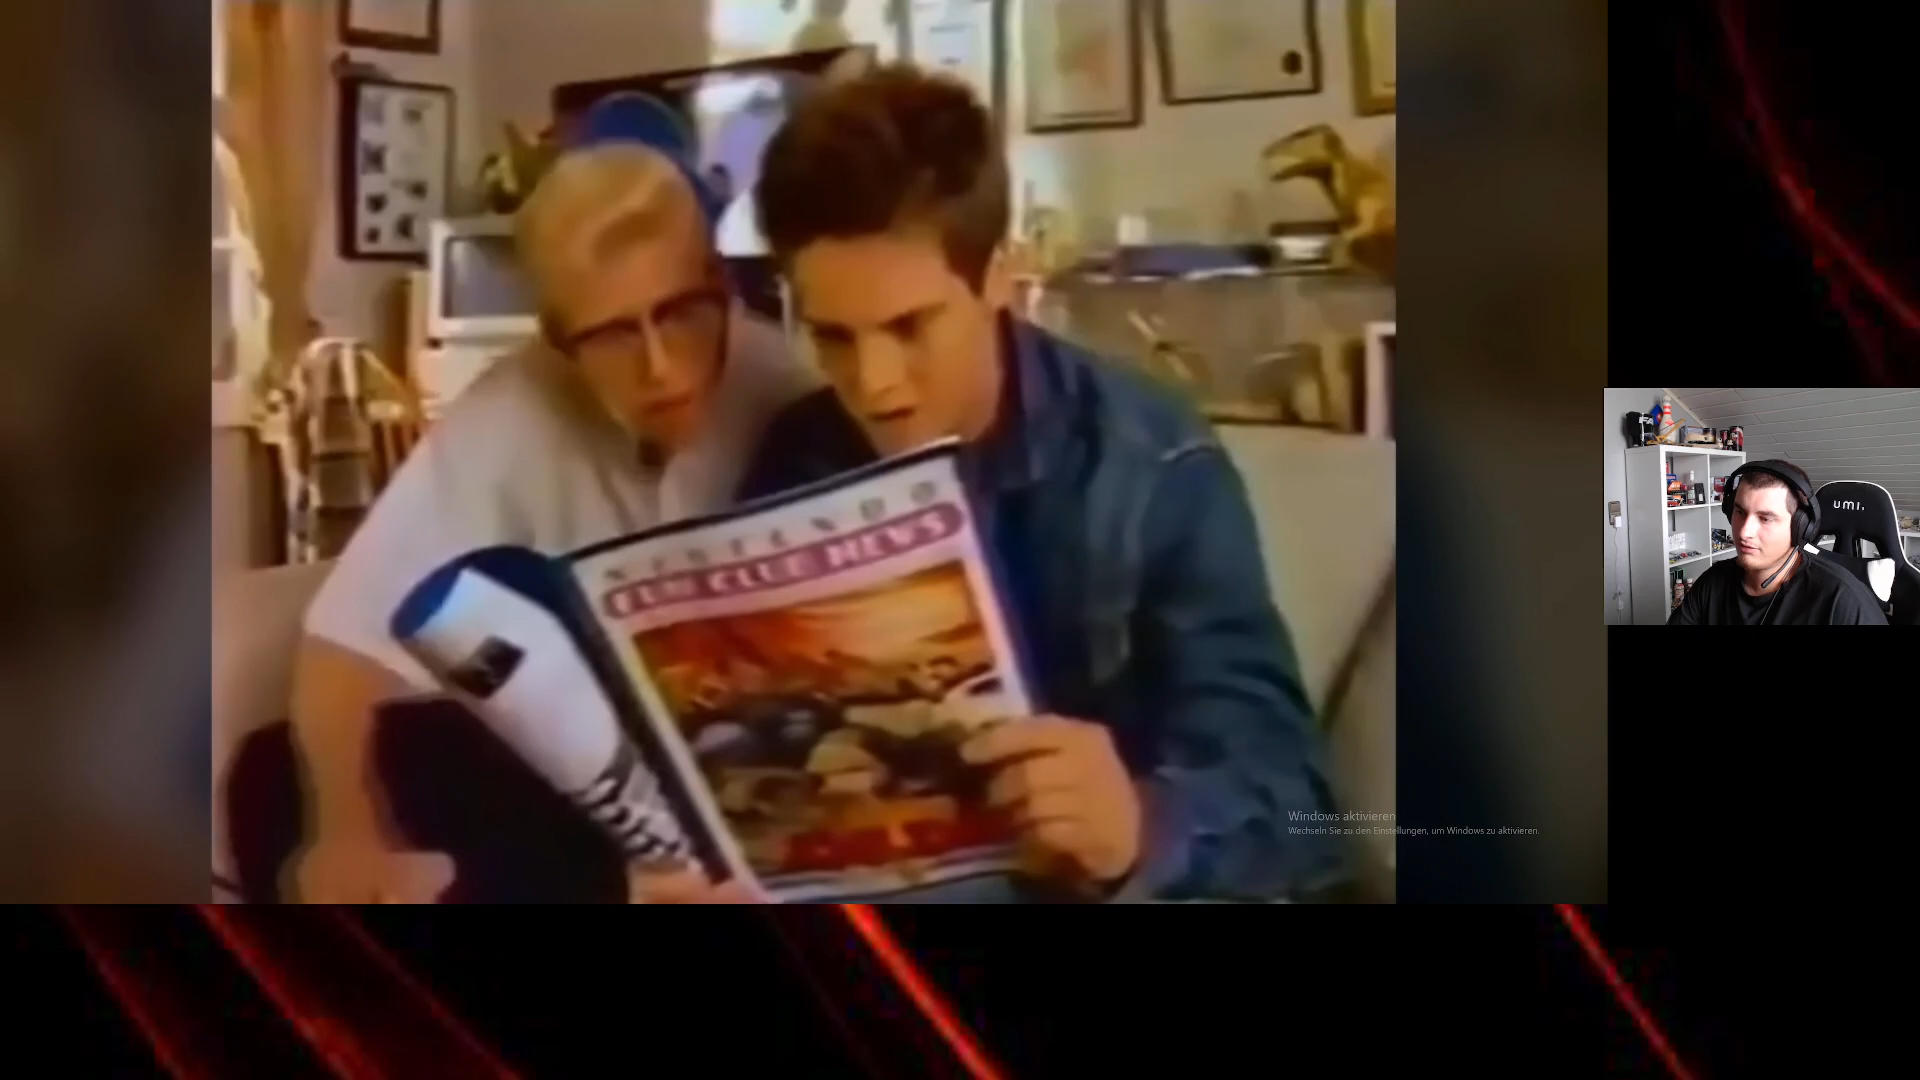 NINTENDO
FUN CLUB NEWS
Windows aktivieren
Wechseln Sie zu den Einstellungen, um Windows zu aktivieren.
umi.